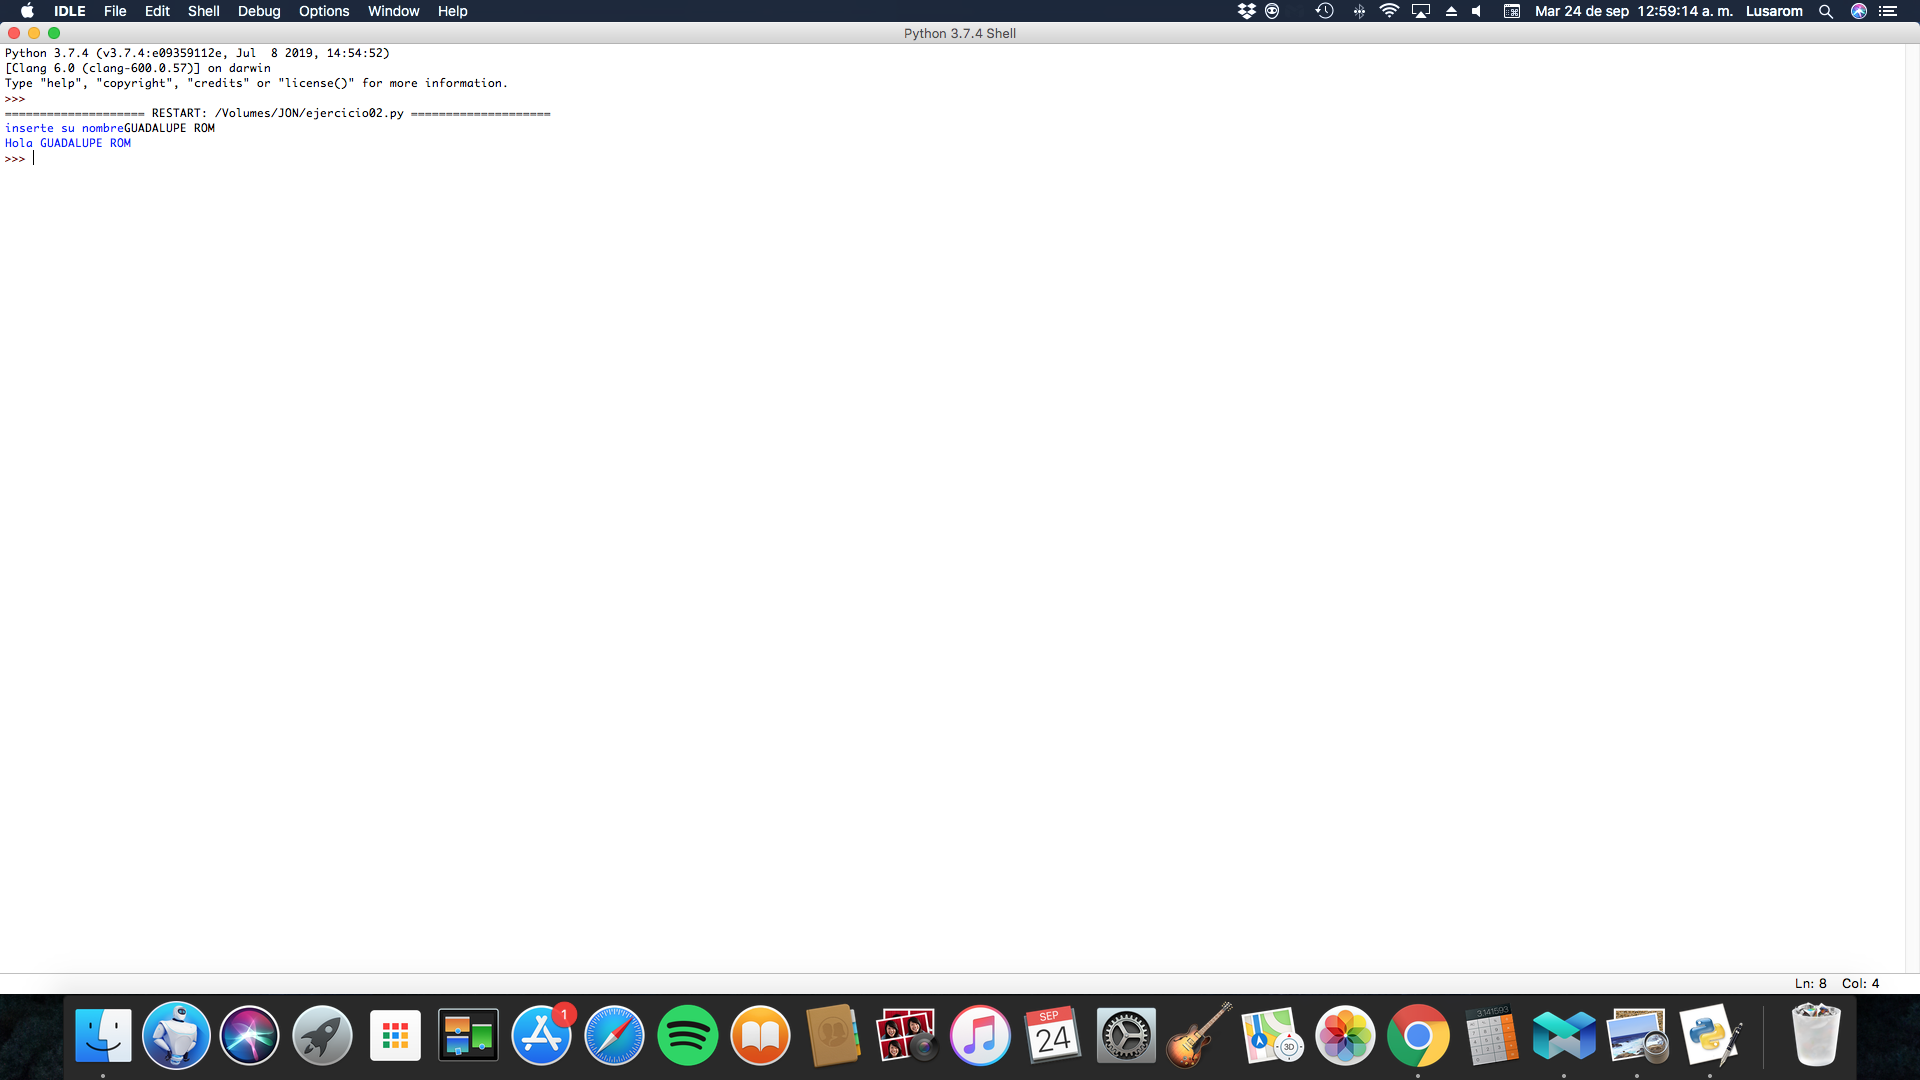 IDLE File Edit Shell Debug Options Window Help Mar 24 de sep 12:59:14 a. m. Lusarom
Python 3.7.4 Shell
Python 3.7.4 (v3.7.4:e09359112e, Jul  8 2019, 14:54:52)
[Clang 6.0 (clang-600.0.57)] on darwin
Type "help", "copyright", "credits" or "license()" for more information.
>>>
==================== RESTART: /Volumes/JON/ejercicio02.py ====================
inserte su nombreGUADALUPE ROM
Hola GUADALUPE ROM
>>>
Ln: 8 Col: 4
1
SEP
24
3D
3.141593